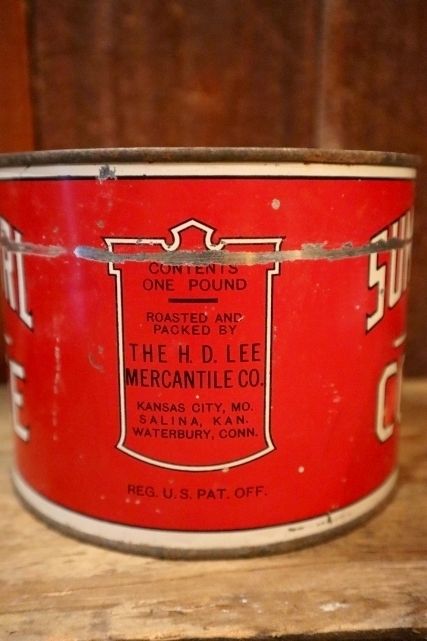 CONTENTS
ONE POUND
ROASTED AND
PACKED BY
THE H. D. LEE
MERCANTILE CO.
KANSAS CITY, MO.
SALINA, KAN.
WATERBURY, CONN.
REG. U.S. PAT. OFF.